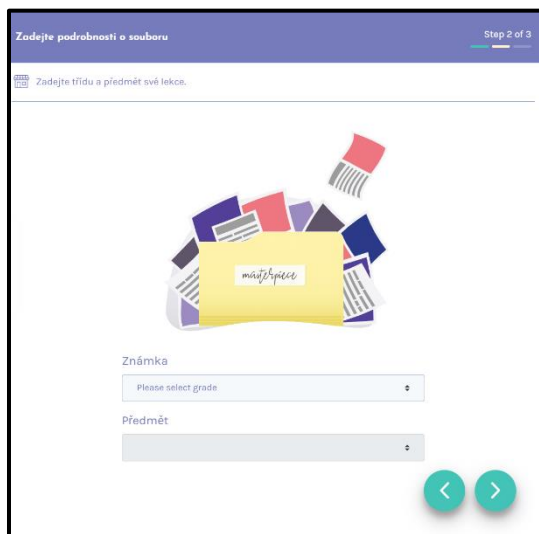 Zadejte podrobnosti o souboru
Step 2 of 3
Zadejte třídu a předmět své lekce.
masterpiece
Známka
Please select grade
Předmět